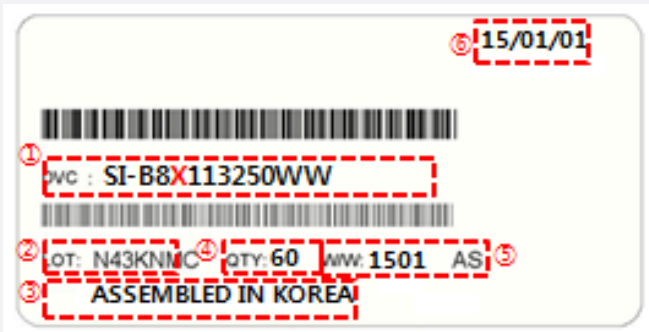 ⑥ 15/01/01
①
DVC : SI-B8X113250WW
② LOT: N43KNMC ④ QTY: 60 WW: 1501 AS ⑤
③ ASSEMBLED IN KOREA